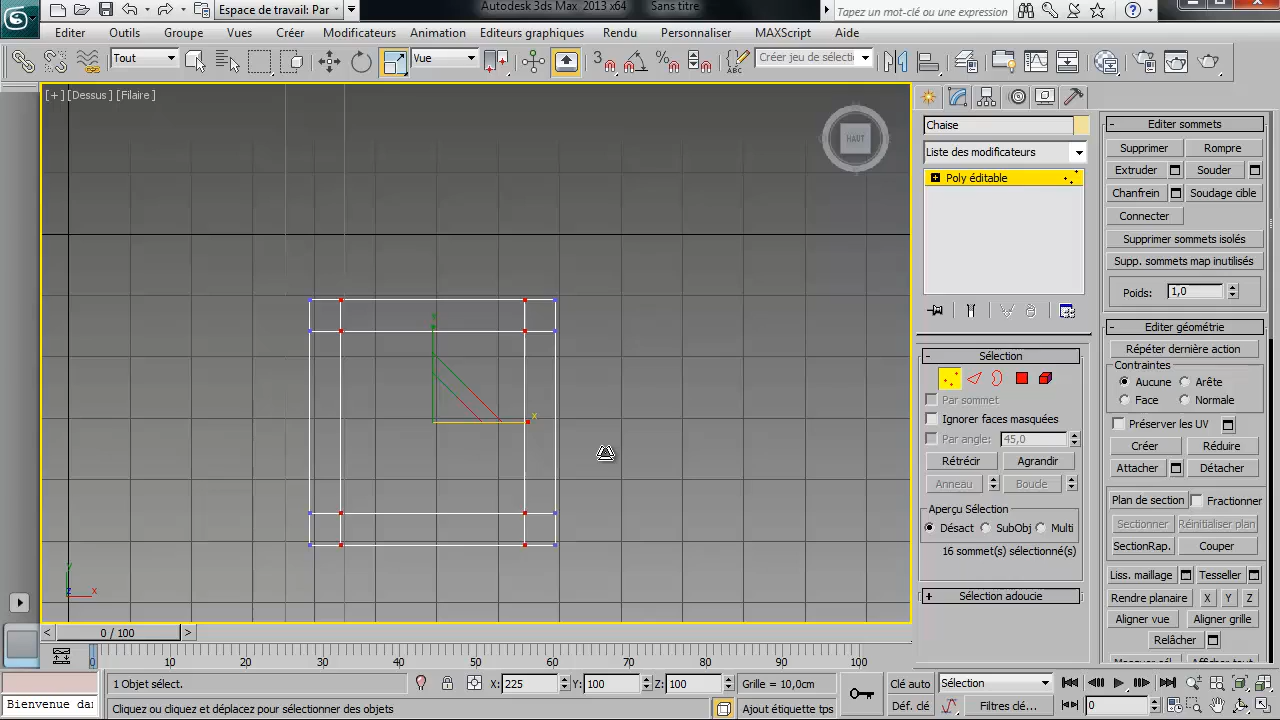 Espace de travail: Par
Autodesk 3ds Max 2013 x64
Sans titre
Tapez un mot-clé ou une expression
Editer
Outils
Groupe
Vues
Créer
Modificateurs
Animation
Editeurs graphiques
Rendu
Personnaliser
MAXScript
Aide
Tout
Vue
3
ABC
Créer jeu de sélecti
[+] [Dessus ] [Filaire ]
HAUT
x
y
z
x
Chaise
Liste des modificateurs
Poly éditable
Sélection
Par sommet
Ignorer faces masquées
Par angle: 45,0
Rétrécir
Agrandir
Anneau
Boucle
Aperçu Sélection
Désact
SubObj
Multi
16 sommet(s) sélectionné(s)
Sélection adoucie
Editer sommets
Supprimer
Rompre
Extruder
Souder
Chanfrein
Soudage cible
Connecter
Supprimer sommets isolés
Supp. sommets map inutilisés
Poids: 1,0
Editer géométrie
Répéter dernière action
Contraintes
Aucune
Arête
Face
Normale
Préserver les UV
Créer
Réduire
Attacher
Détacher
Plan de section
Fractionner
Sectionner
Réinitialiser plan
SectionRap.
Couper
Liss. maillage
Tesseller
Rendre planaire
X
Y
Z
Aligner vue
Aligner grille
Relâcher
< 0 / 100 >
0 10 20 30 40 50 60 70 80 90 100
1 Objet sélect.
X: 225
Y: 100
Z: 100
Grille = 10,0cm
Clé auto
Sélection
Bienvenue dan
Cliquez ou cliquez et déplacez pour sélectionner des objets
Ajout étiquette tps
Déf. clé
Filtres clé...
0